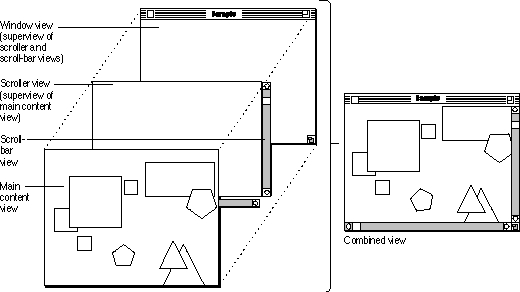 Sample
Window view
(superview of
scroller and
scroll-bar views)
Scroller view
(superview of
main content
view)
Scroll-
bar
view
Main
content
view
Sample
Combined view